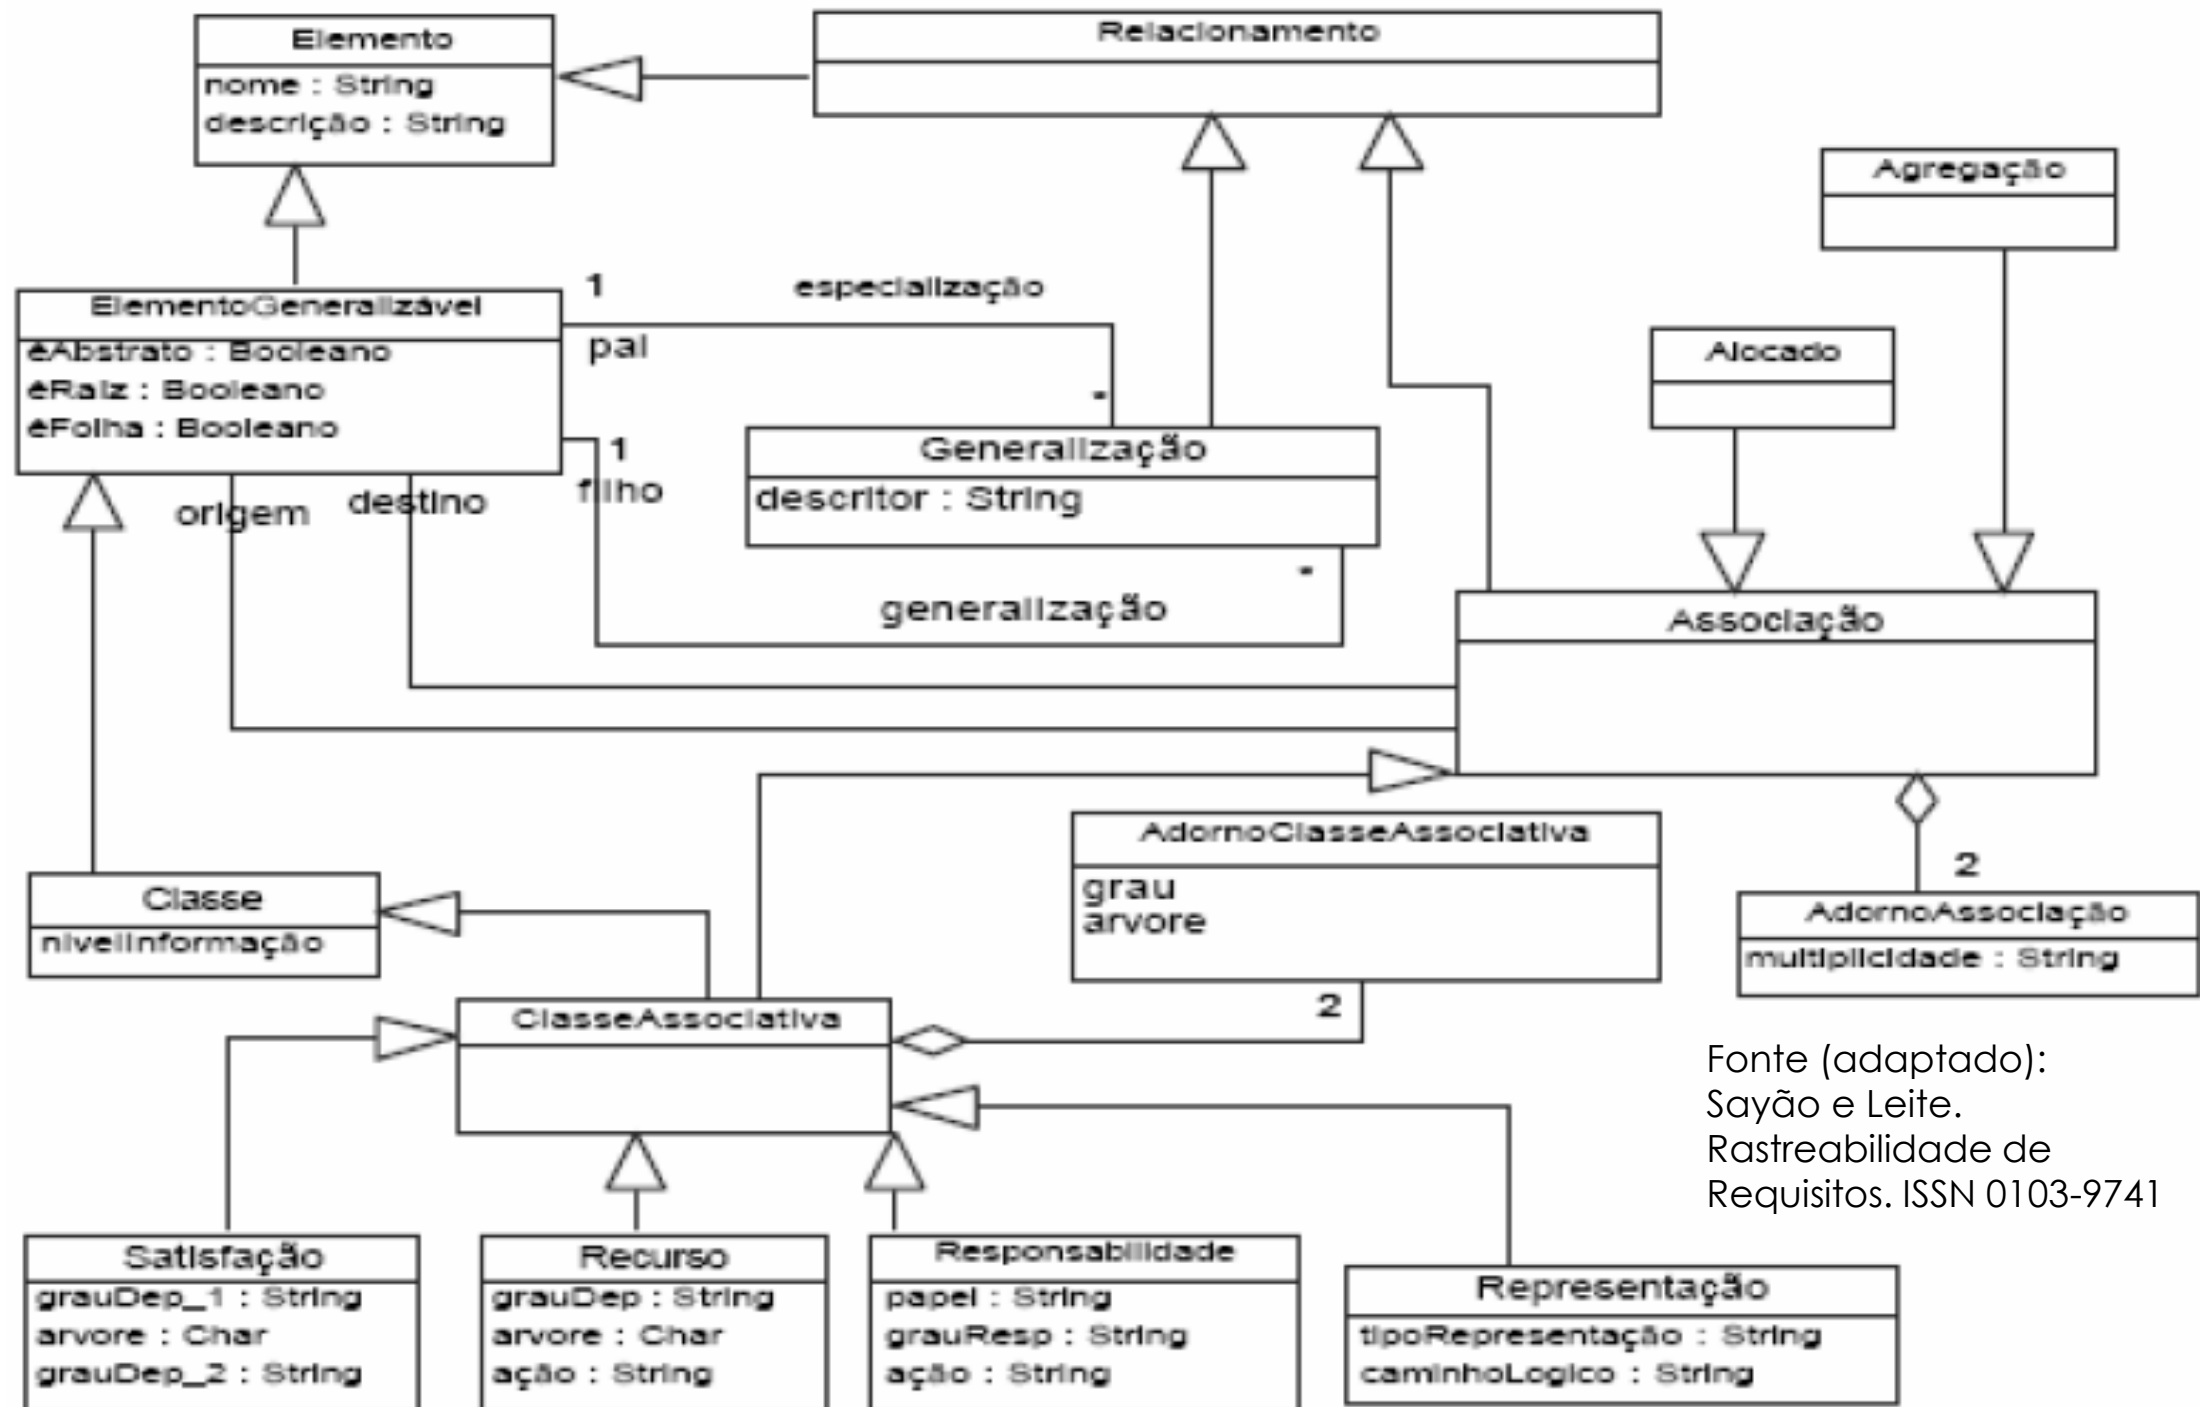 Elemento
nome : String
descrição : String
Relacionamento
Agregação
ElementoGeneralizável
éAbstrato : Booleano
éRaiz : Booleano
éFolha : Booleano
1
especialização
pai
*
Alocado
1
filho
Generalização
descritor : String
origem
destino
*
generalização
Associação
AdornoClasseAssociativa
grau
arvore
2
2
AdornoAssociação
multiplicidade : String
Classe
nivelInformação
ClasseAssociativa
Fonte (adaptado):
Sayão e Leite.
Rastreabilidade de
Requisitos. ISSN 0103-9741
Satisfação
grauDep_1 : String
arvore : Char
grauDep_2 : String
Recurso
grauDep : String
arvore : Char
ação : String
Responsabilidade
papel : String
grauResp : String
ação : String
Representação
tipoRepresentação : String
caminhoLogico : String